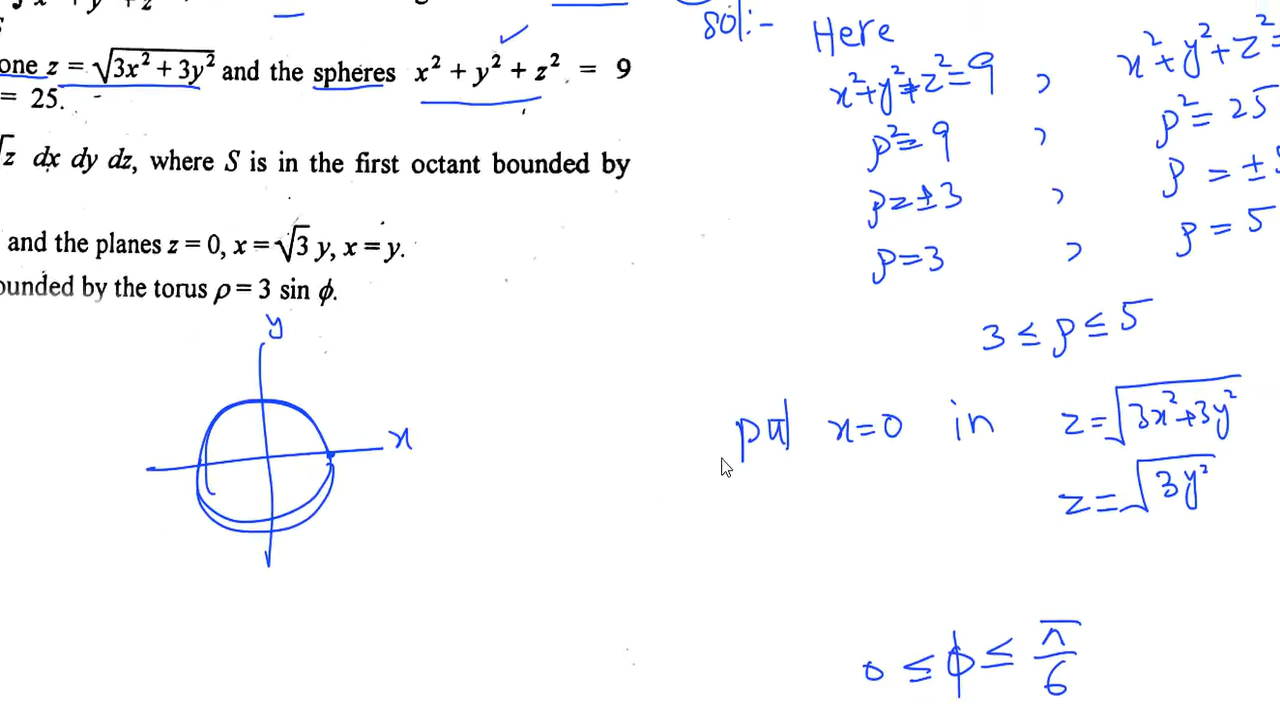 one z = √3x² + 3y² and the spheres x² + y² + z² = 9
= 25.
√z dx dy dz, where S is in the first octant bounded by
and the planes z = 0, x = √3 y, x = y.
ounded by the torus ρ = 3 sin ϕ.
y
x
Sol:- Here
x²+y²+z²=9 , x²+y²+z²=
ρ²=9 , ρ²=25
ρ=±3 , ρ=±5
ρ=3 , ρ=5
3 ≤ ρ ≤ 5
put x=0 in z=√3x²+3y²
z=√3y²
0 ≤ ϕ ≤ π/6